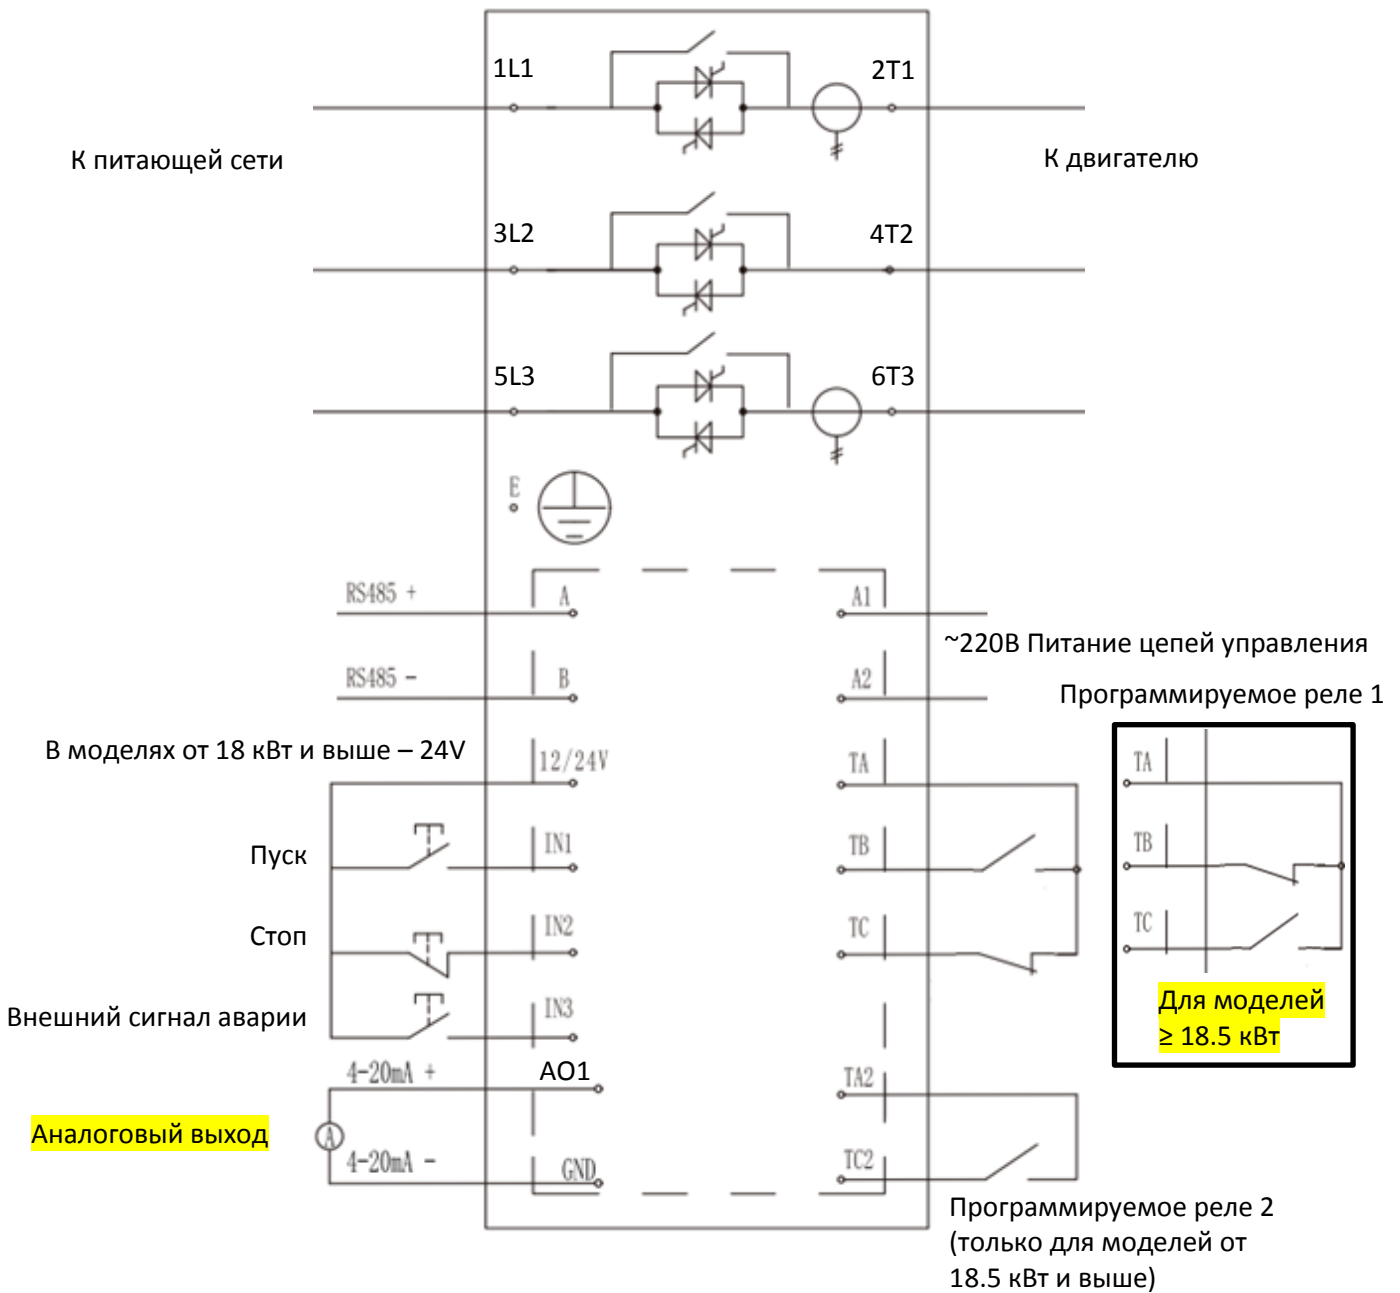 1L1
2T1
К питающей сети
К двигателю
3L2
4T2
5L3
6T3
E
RS485 +
A
A1
~220В Питание цепей управления
RS485 −
B
A2
Программируемое реле 1
В моделях от 18 кВт и выше – 24V
12/24V
TA
TA
Пуск
IN1
TB
TB
Стоп
IN2
TC
TC
Внешний сигнал аварии
IN3
Для моделей
≥ 18.5 кВт
4-20mA +
AO1
TA2
Аналоговый выход
A
4-20mA −
GND
TC2
Программируемое реле 2
(только для моделей от
18.5 кВт и выше)